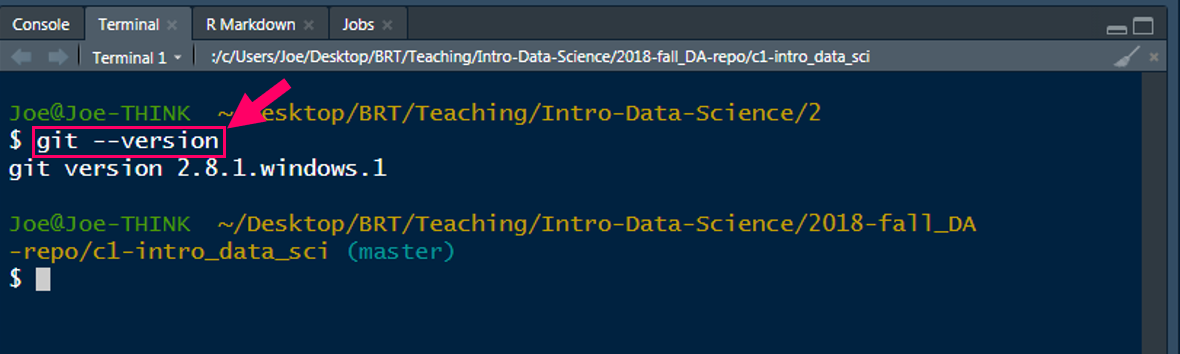 Console Terminal × R Markdown × Jobs ×
Terminal 1 :/c/Users/Joe/Desktop/BRT/Teaching/Intro-Data-Science/2018-fall_DA-repo/c1-intro_data_sci
Joe@Joe-THINK ~/Desktop/BRT/Teaching/Intro-Data-Science/2
$ git --version
git version 2.8.1.windows.1
Joe@Joe-THINK ~/Desktop/BRT/Teaching/Intro-Data-Science/2018-fall_DA
-repo/c1-intro_data_sci (master)
$